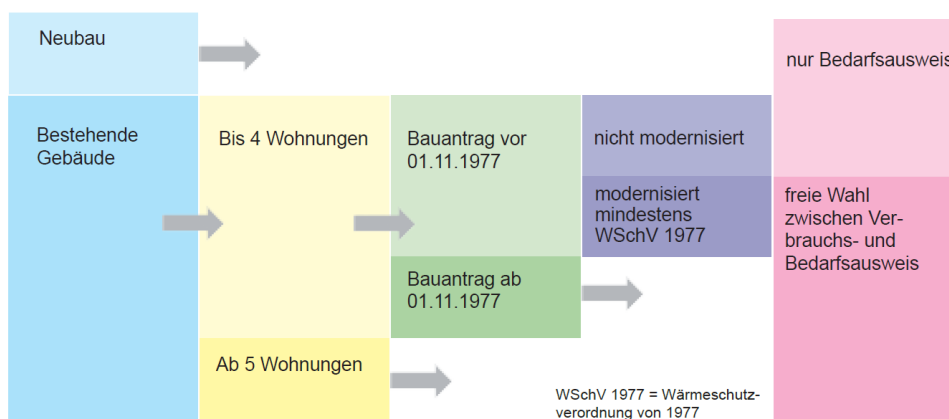 Neubau
nur Bedarfsausweis
Bestehende
Gebäude
Bis 4 Wohnungen
Bauantrag vor
01.11.1977
nicht modernisiert
modernisiert
mindestens
WSchV 1977
freie Wahl
zwischen Ver-
brauchs- und
Bedarfsausweis
Bauantrag ab
01.11.1977
Ab 5 Wohnungen
WSchV 1977 = Wärmeschutz-
verordnung von 1977